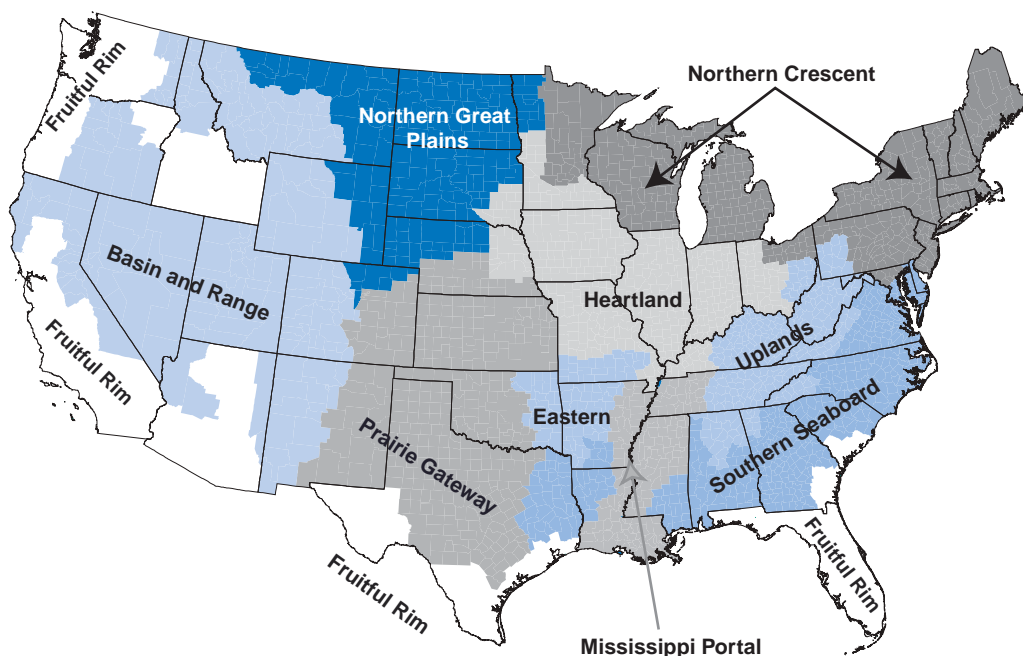 Fruitful Rim
Northern Crescent
Northern Great
Plains
Basin and Range
Heartland
Uplands
Fruitful Rim
Eastern
Southern Seaboard
Prairie Gateway
Fruitful Rim
Fruitful Rim
Mississippi Portal